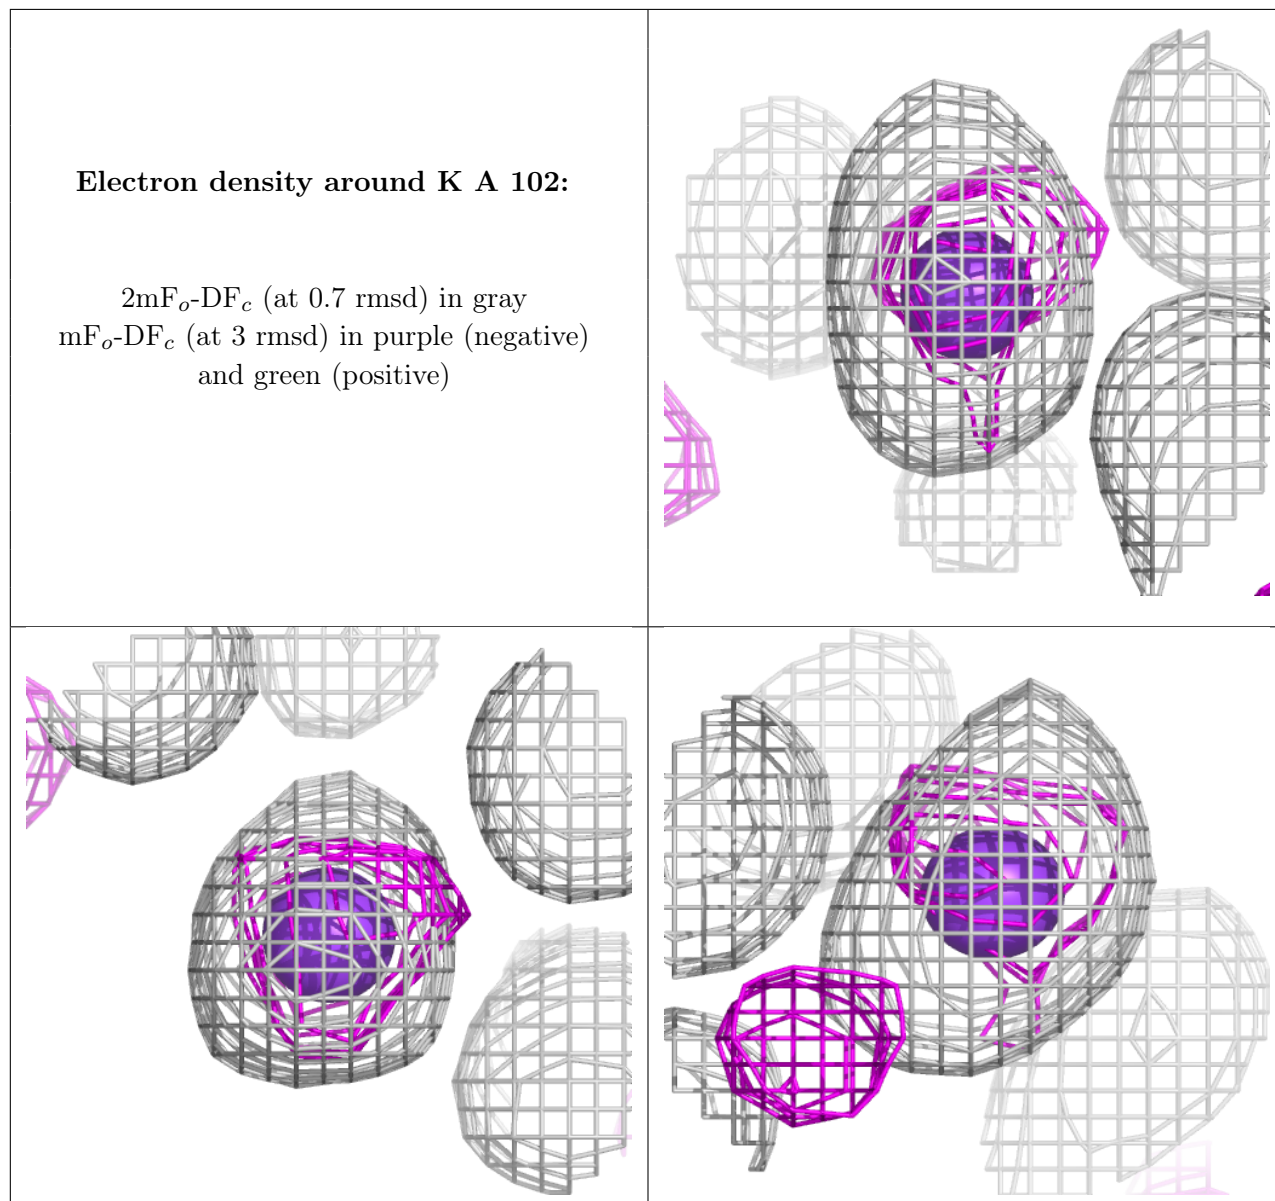 Electron density around K A 102:
2mFo-DFc (at 0.7 rmsd) in gray
mFo-DFc (at 3 rmsd) in purple (negative)
and green (positive)